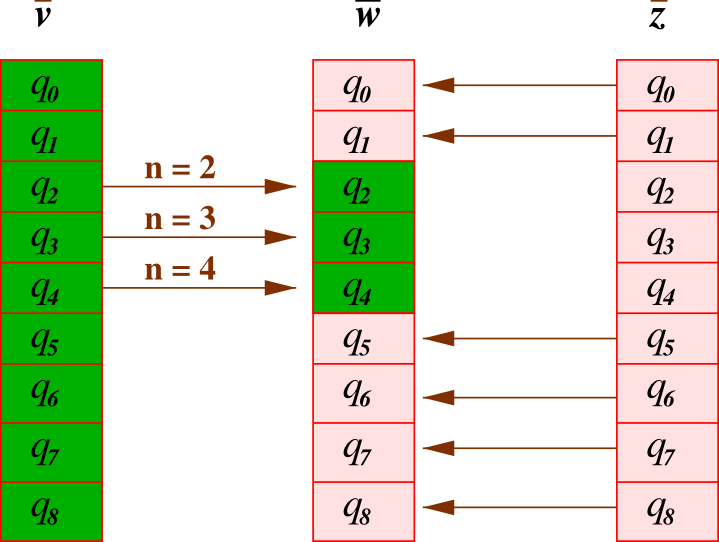 v̅ w̅ z̅
q₀ q₀ q₀
q₁ q₁ q₁
q₂ n = 2 q₂ q₂
q₃ n = 3 q₃ q₃
q₄ n = 4 q₄ q₄
q₅ q₅ q₅
q₆ q₆ q₆
q₇ q₇ q₇
q₈ q₈ q₈